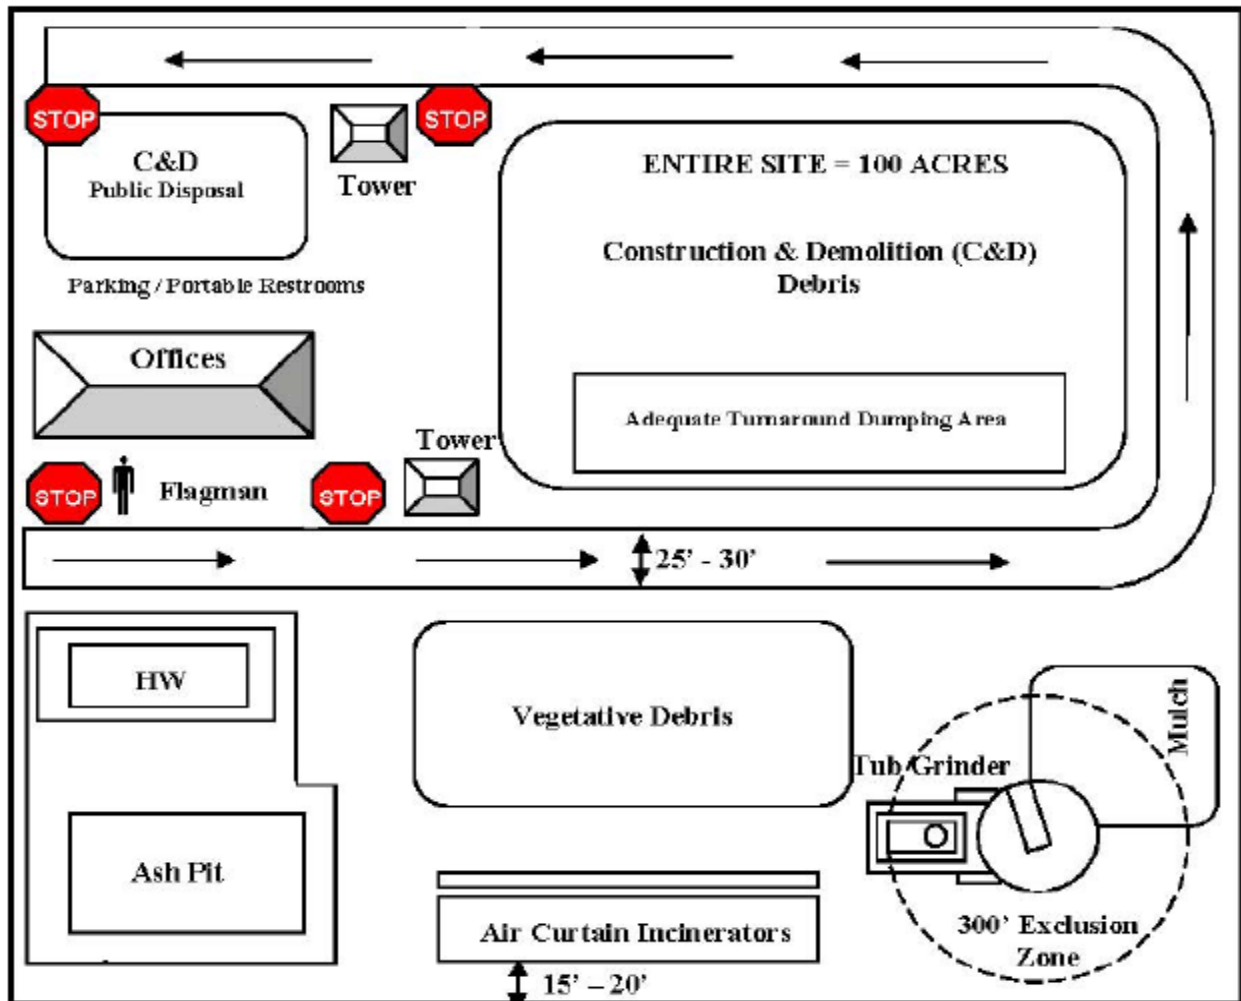 STOP
STOP
C&D
Public Disposal
Tower
ENTIRE SITE = 100 ACRES
Construction & Demolition (C&D)
Debris
Parking / Portable Restrooms
Offices
Adequate Turnaround Dumping Area
Tower
STOP
Flagman
STOP
25’ - 30’
HW
Vegetative Debris
Mulch
Tub Grinder
Ash Pit
Air Curtain Incinerators
300’ Exclusion
Zone
15’ – 20’